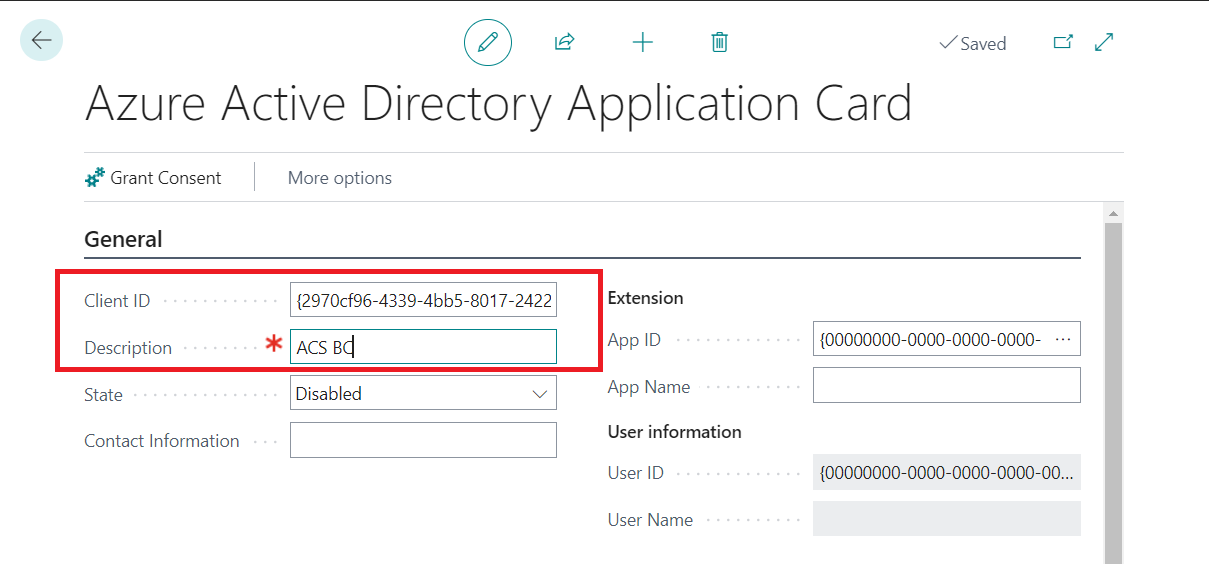 Saved
Azure Active Directory Application Card
Grant Consent More options
General
Client ID {2970cf96-4339-4bb5-8017-2422
Description * ACS BC
State Disabled
Contact Information
Extension
App ID {00000000-0000-0000-0000- ...
App Name
User information
User ID {00000000-0000-0000-0000-00...
User Name